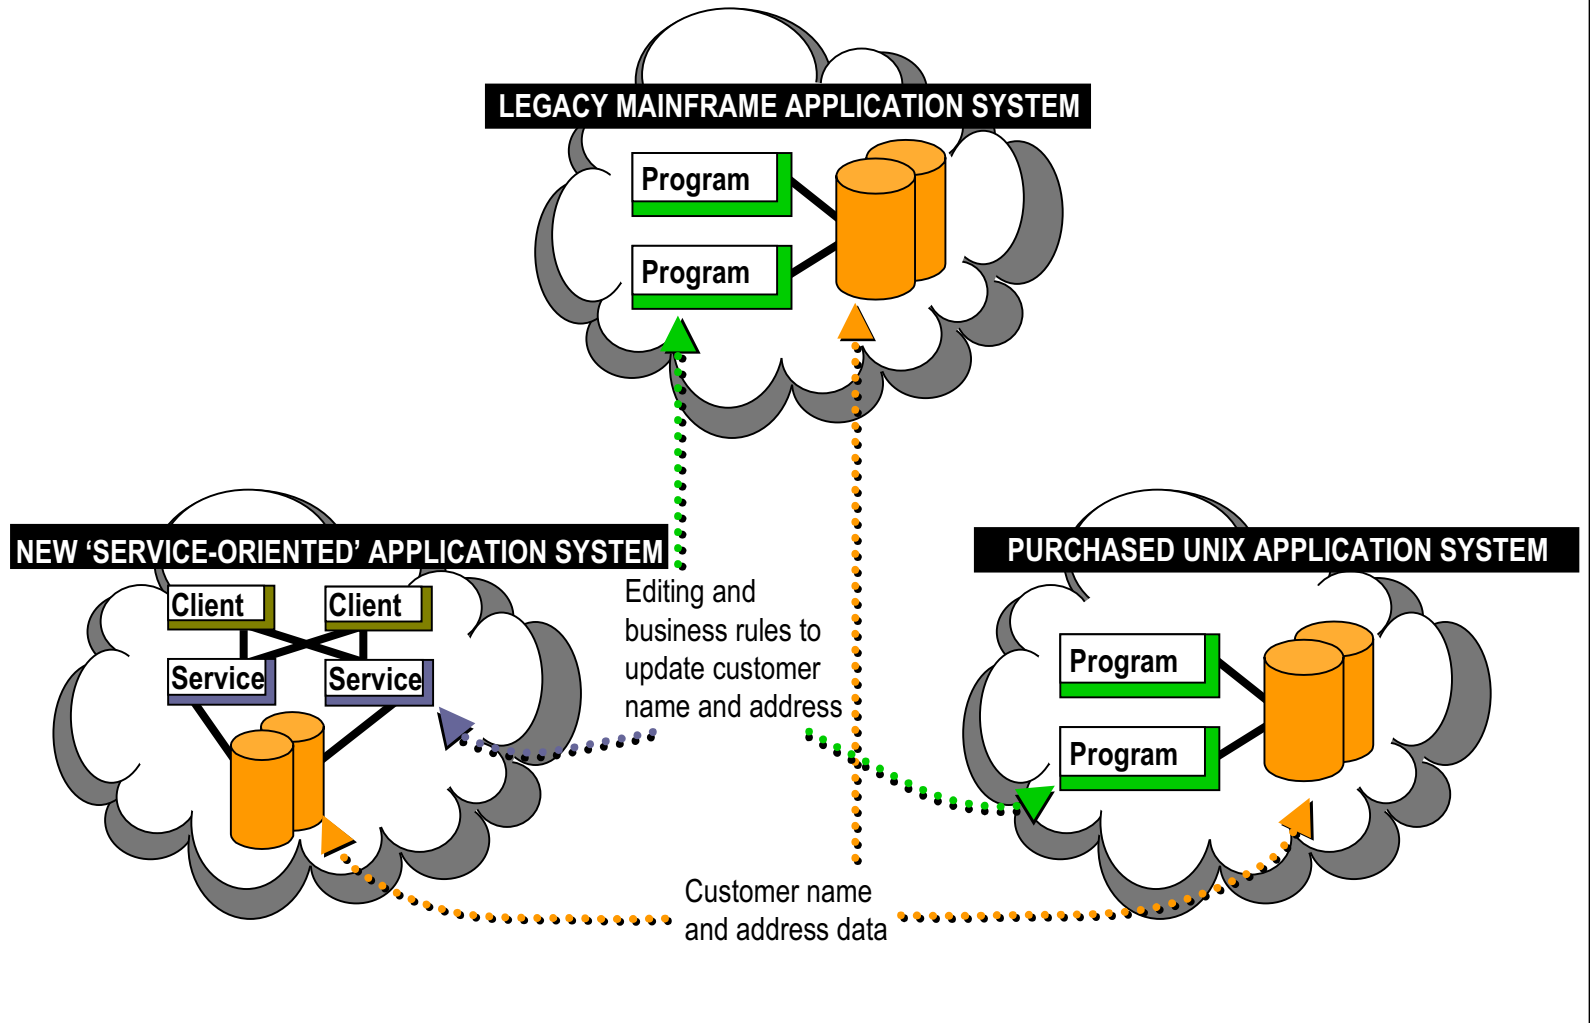 LEGACY MAINFRAME APPLICATION SYSTEM
Program
Program
NEW ‘SERVICE-ORIENTED’ APPLICATION SYSTEM
Client
Client
Service
Service
Editing and
business rules to
update customer
name and address
PURCHASED UNIX APPLICATION SYSTEM
Program
Program
Customer name
and address data